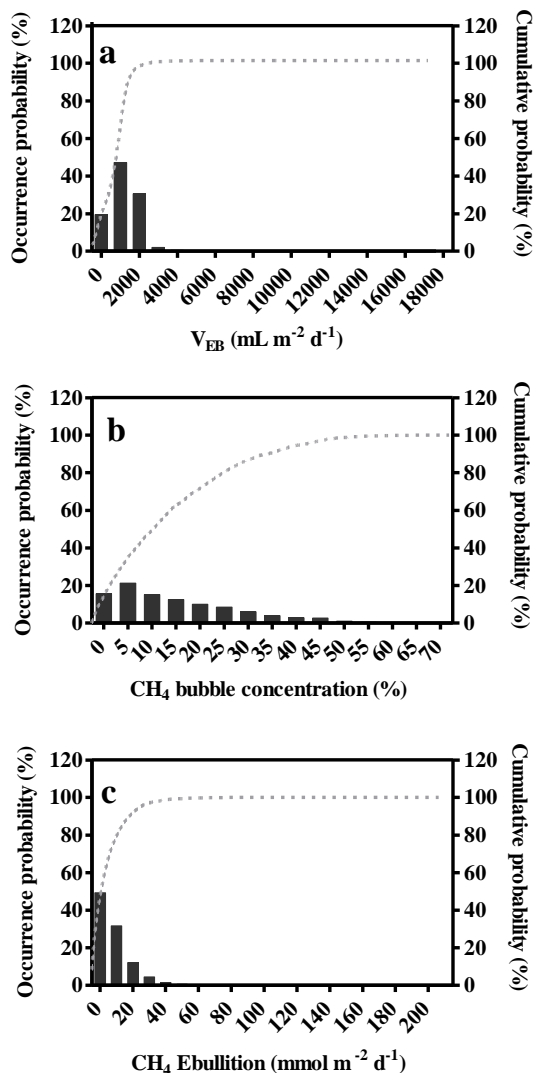 a
Occurrence probability (%)
120
100
80
60
40
20
0
Cumulative probability (%)
120
100
80
60
40
20
0
0 2000 4000 6000 8000 10000 12000 14000 16000 18000
V_EB (mL m⁻² d⁻¹)
b
Occurrence probability (%)
120
100
80
60
40
20
0
Cumulative probability (%)
120
100
80
60
40
20
0
0 5 10 15 20 25 30 35 40 45 50 55 60 65 70
CH₄ bubble concentration (%)
c
Occurrence probability (%)
120
100
80
60
40
20
0
Cumulative probability (%)
120
100
80
60
40
20
0
0 20 40 60 80 100 120 140 160 180 200
CH₄ Ebullition (mmol m⁻² d⁻¹)